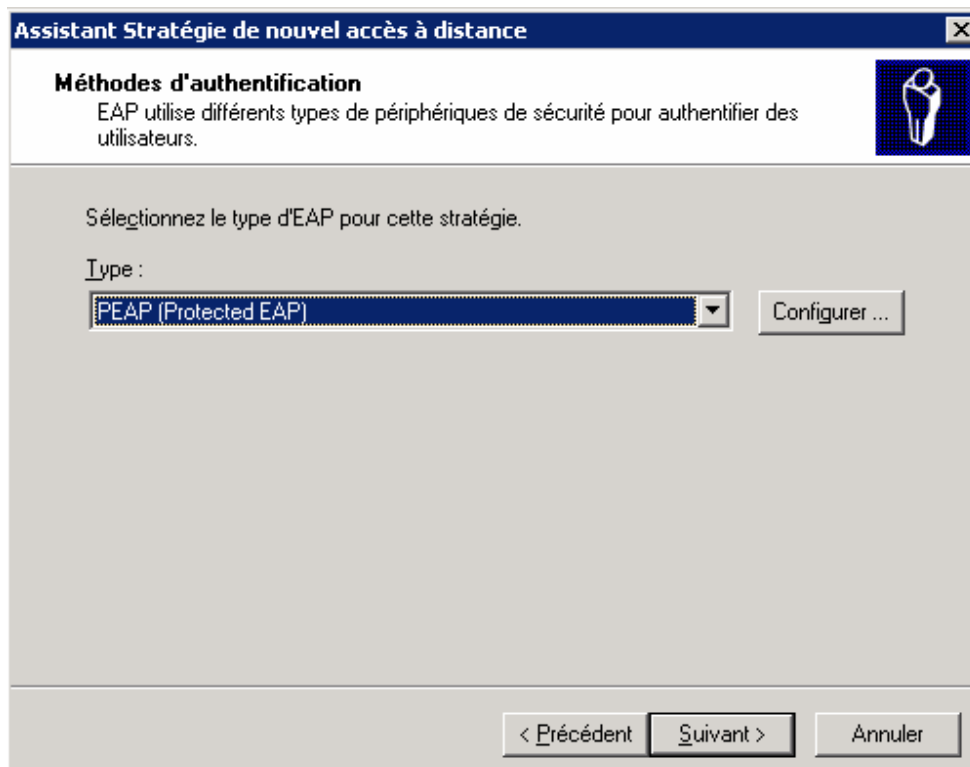 Assistant Stratégie de nouvel accès à distance
Méthodes d'authentification
EAP utilise différents types de périphériques de sécurité pour authentifier des
utilisateurs.
Sélectionnez le type d'EAP pour cette stratégie.
Type :
PEAP (Protected EAP)
Configurer ...
< Précédent
Suivant >
Annuler